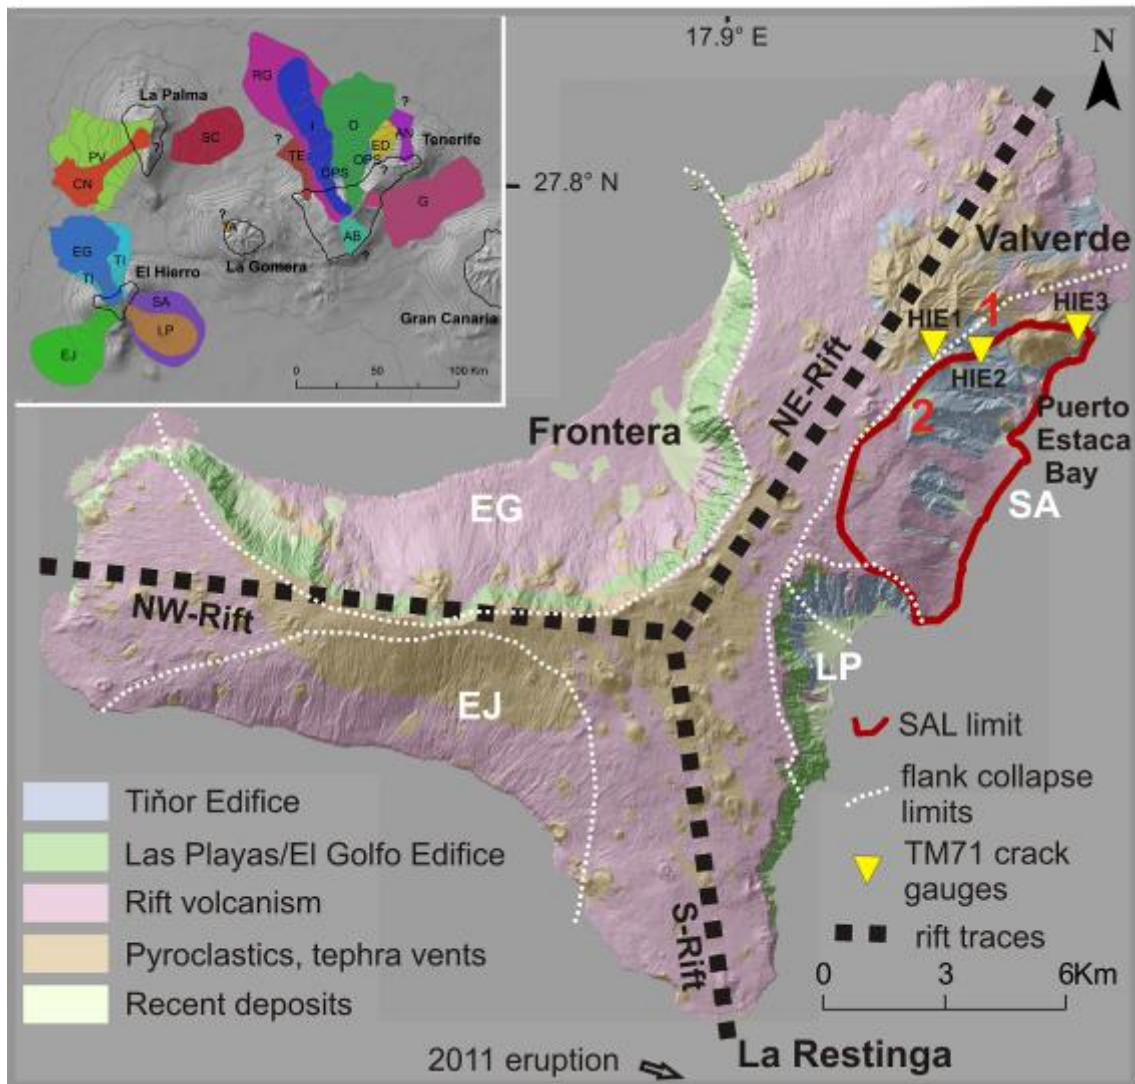 17.9° E
N
27.8° N
La Palma
PV
CN
?
SC
RG
I
O
?
ED
AN
Tenerife
?
TE
OPS
OPS
?
G
AB
?
?
La Gomera
EG
TI
TI
El Hierro
SA
LP
EJ
Gran Canaria
0 50 100 Km
Valverde
HIE1
1
HIE3
HIE2
2
Puerto
Estaca
Bay
SA
NE-Rift
Frontera
EG
NW-Rift
EJ
LP
S-Rift
SAL limit
flank collapse
limits
TM71 crack
gauges
rift traces
0 3 6Km
Tiňor Edifice
Las Playas/El Golfo Edifice
Rift volcanism
Pyroclastics, tephra vents
Recent deposits
2011 eruption
La Restinga